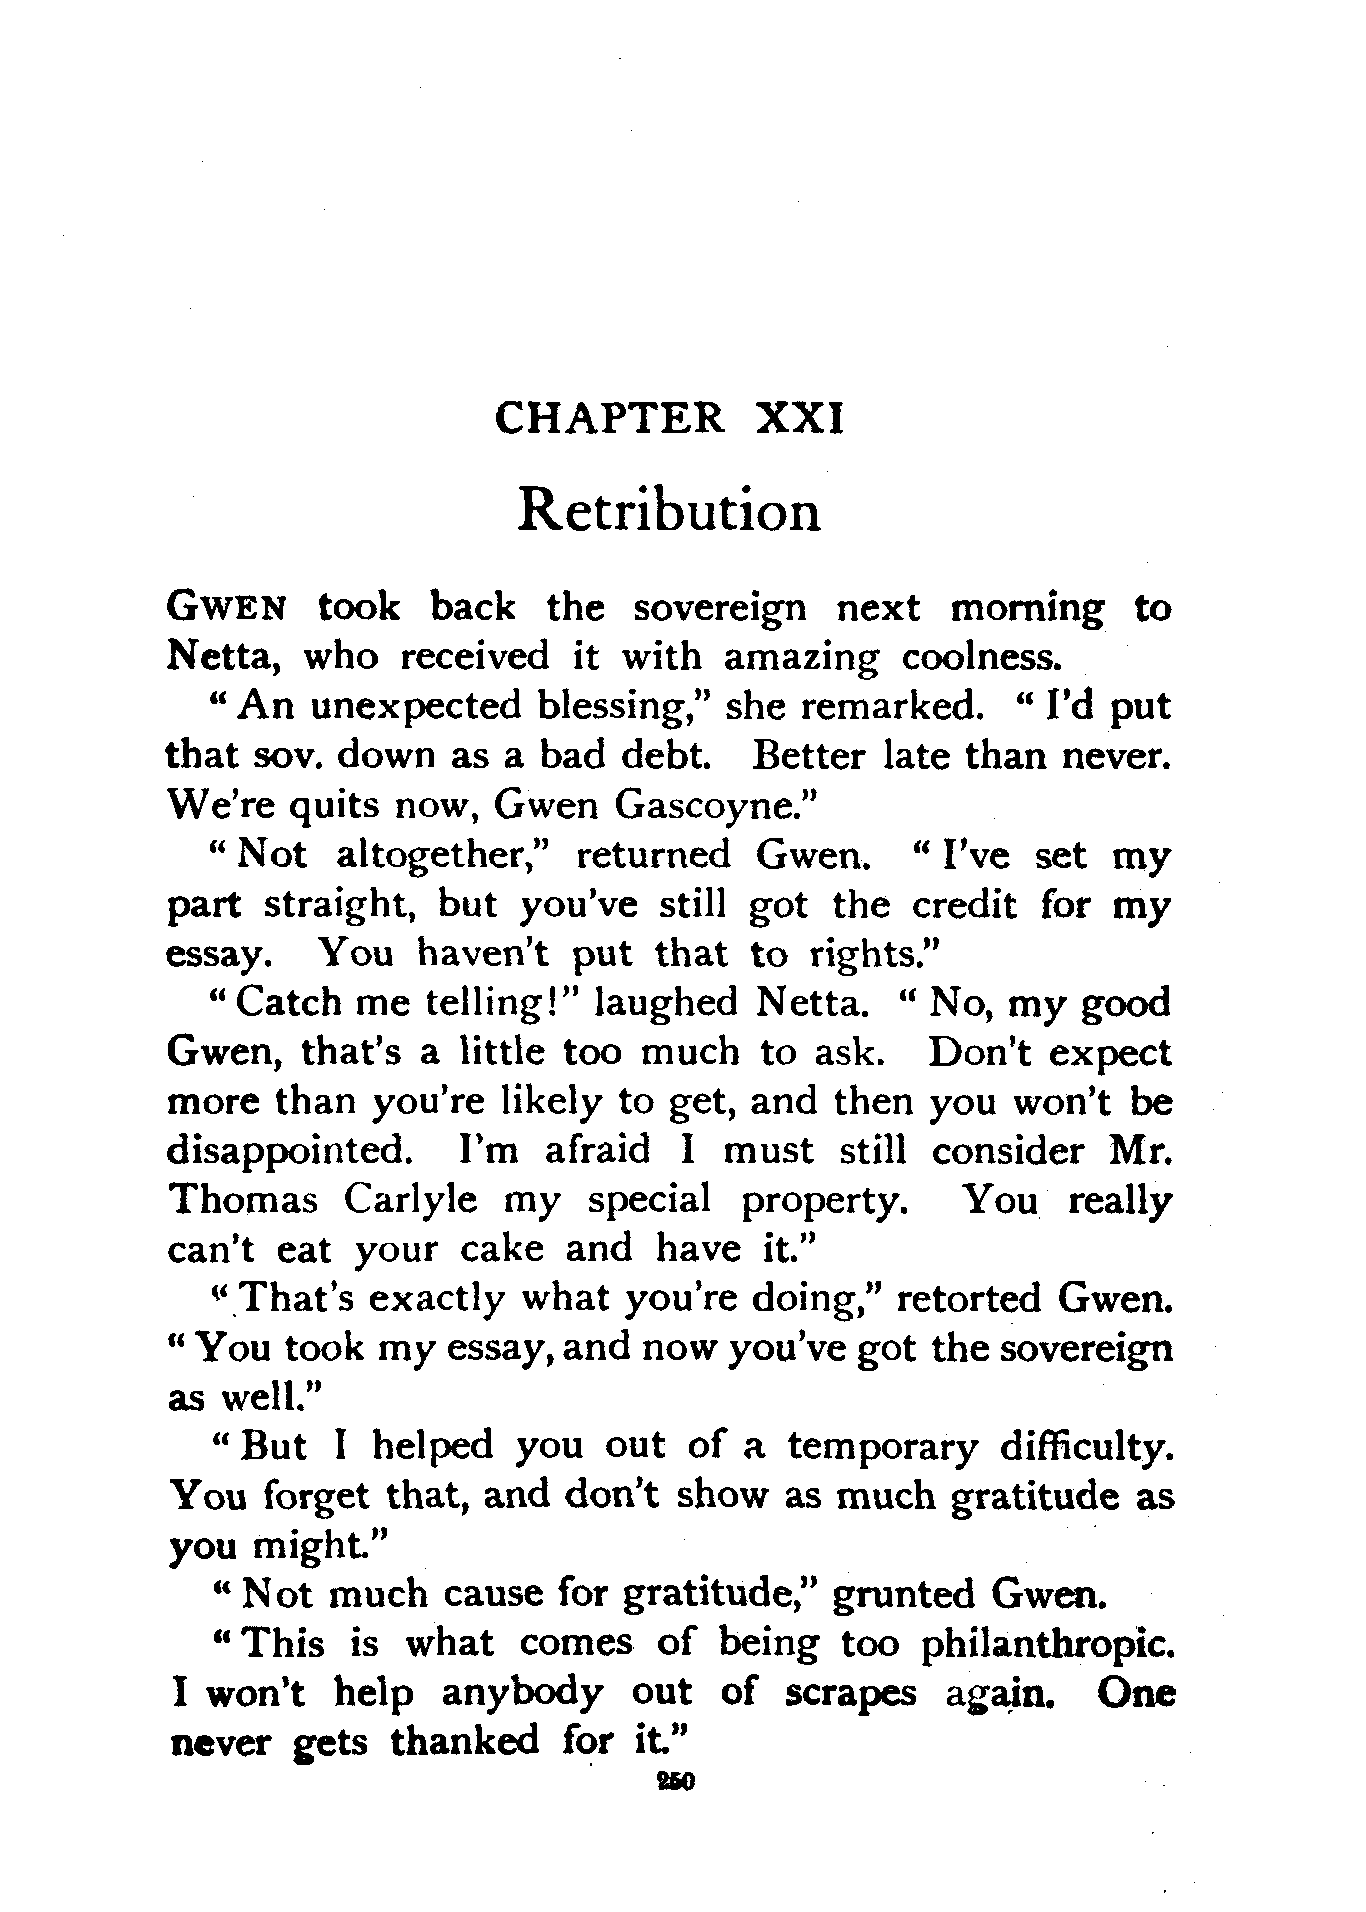 CHAPTER XXI
Retribution
GWEN took back the sovereign next morning to
Netta, who received it with amazing coolness.
“ An unexpected blessing,” she remarked. “ I’d put
that sov. down as a bad debt. Better late than never.
We’re quits now, Gwen Gascoyne.”
“ Not altogether,” returned Gwen. “ I’ve set my
part straight, but you’ve still got the credit for my
essay. You haven’t put that to rights.”
“ Catch me telling!” laughed Netta. “ No, my good
Gwen, that’s a little too much to ask. Don’t expect
more than you’re likely to get, and then you won’t be
disappointed. I’m afraid I must still consider Mr.
Thomas Carlyle my special property. You really
can’t eat your cake and have it.”
“ That’s exactly what you’re doing,” retorted Gwen.
“ You took my essay, and now you’ve got the sovereign
as well.”
“ But I helped you out of a temporary difficulty.
You forget that, and don’t show as much gratitude as
you might.”
“ Not much cause for gratitude,” grunted Gwen.
“ This is what comes of being too philanthropic.
I won’t help anybody out of scrapes again. One
never gets thanked for it.”
250